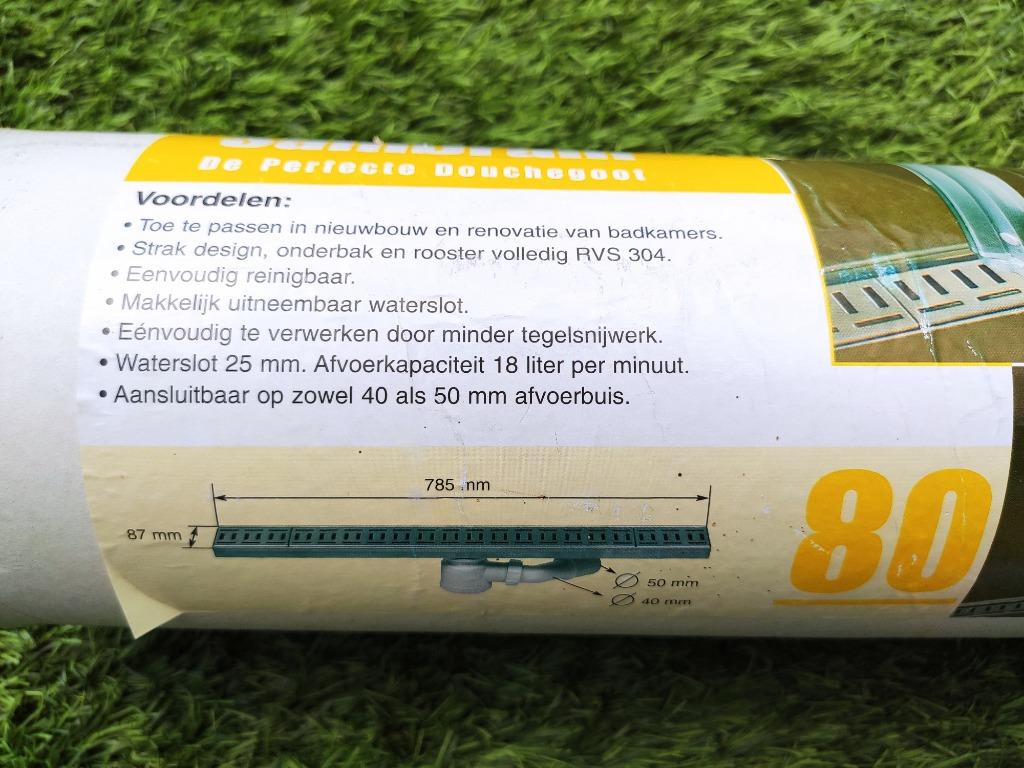 De Perfecte Douchegoot
Voordelen:
• Toe te passen in nieuwbouw en renovatie van badkamers.
• Strak design, onderbak en rooster volledig RVS 304.
• Eenvoudig reinigbaar.
• Makkelijk uitneembaar waterslot.
• Eénvoudig te verwerken door minder tegelsnijwerk.
• Waterslot 25 mm. Afvoerkapaciteit 18 liter per minuut.
• Aansluitbaar op zowel 40 als 50 mm afvoerbuis.
785 mm
87 mm
80
Ø 50 mm
Ø 40 mm